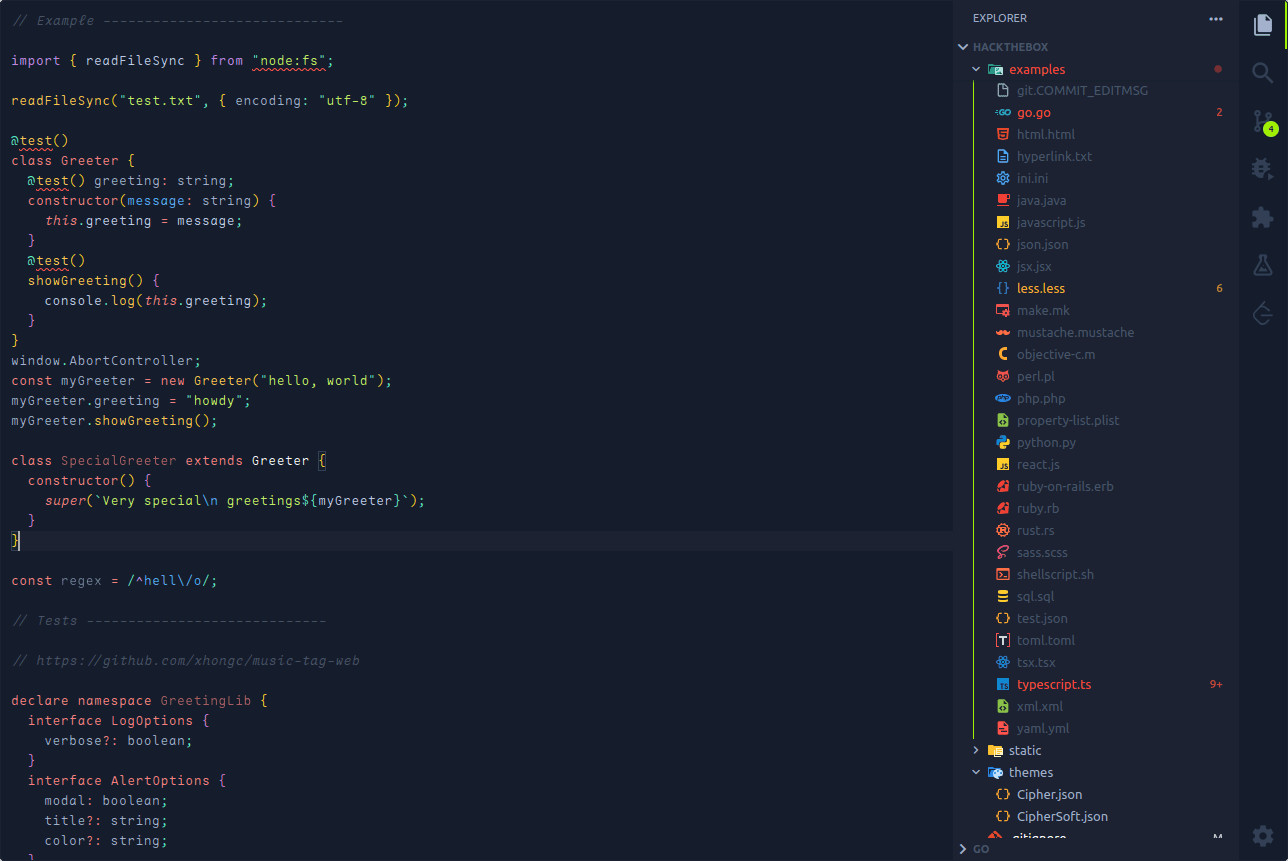 // Example -----------------------------
import { readFileSync } from "node:fs";
readFileSync("test.txt", { encoding: "utf-8" });
@test()
class Greeter {
@test() greeting: string;
constructor(message: string) {
this.greeting = message;
}
@test()
showGreeting() {
console.log(this.greeting);
}
}
window.AbortController;
const myGreeter = new Greeter("hello, world");
myGreeter.greeting = "howdy";
myGreeter.showGreeting();
class SpecialGreeter extends Greeter {
constructor() {
super(`Very special\n greetings${myGreeter}`);
}
}
const regex = /^hell\/o/;
// Tests -----------------------------
// https://github.com/xhongc/music-tag-web
declare namespace GreetingLib {
interface LogOptions {
verbose?: boolean;
}
interface AlertOptions {
modal: boolean;
title?: string;
color?: string;
}
EXPLORER
HACKTHEBOX
examples
git.COMMIT_EDITMSG
go.go 2
html.html
hyperlink.txt
ini.ini
java.java
javascript.js
json.json
jsx.jsx
less.less 6
make.mk
mustache.mustache
objective-c.m
perl.pl
php.php
property-list.plist
python.py
react.js
ruby-on-rails.erb
ruby.rb
rust.rs
sass.scss
shellscript.sh
sql.sql
test.json
toml.toml
tsx.tsx
typescript.ts 9+
xml.xml
yaml.yml
static
themes
Cipher.json
CipherSoft.json
.gitignore M
GO
4